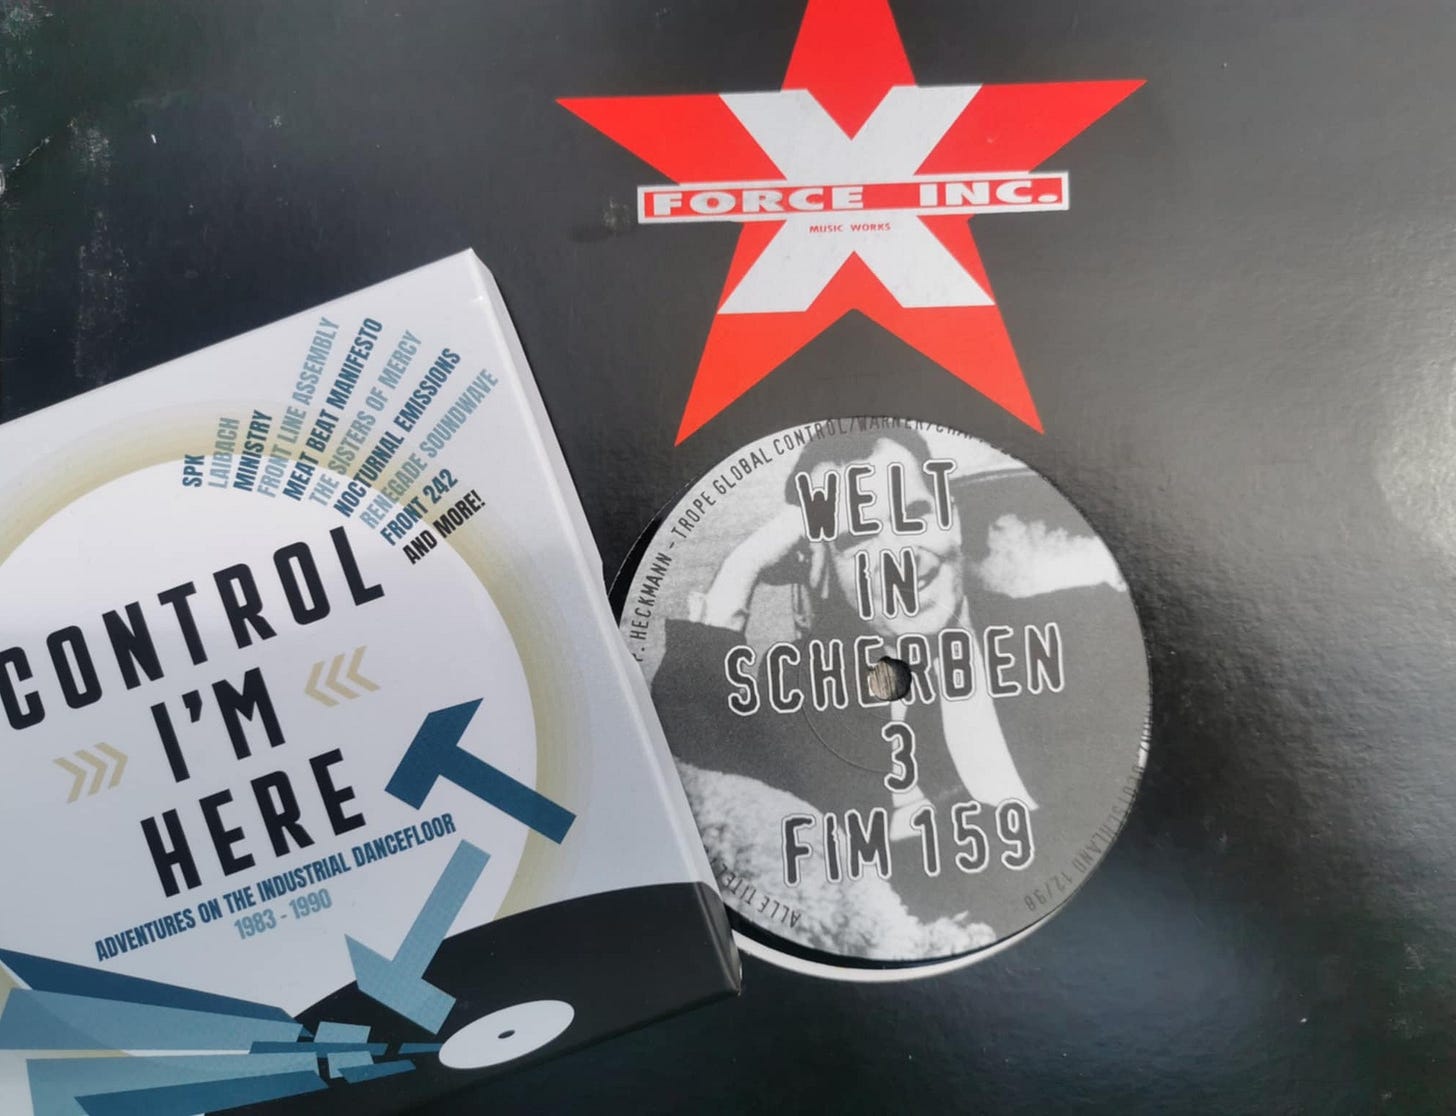 FORCE INC.
MUSIC WORKS
SPK
LAIBACH
MINISTRY
FRONT LINE ASSEMBLY
MEAT BEAT MANIFESTO
THE SISTERS OF MERCY
NOCTURNAL EMISSIONS
RENEGADE SOUNDWAVE
FRONT 242
AND MORE!
CONTROL
I'M
HERE
ADVENTURES ON THE INDUSTRIAL DANCEFLOOR
1983 - 1990
HECKMANN - TROPE GLOBAL CONTROL/WARNER/
WELT
IN
SCHERBEN
3
FIM 159
ALLE TITEL
12/98